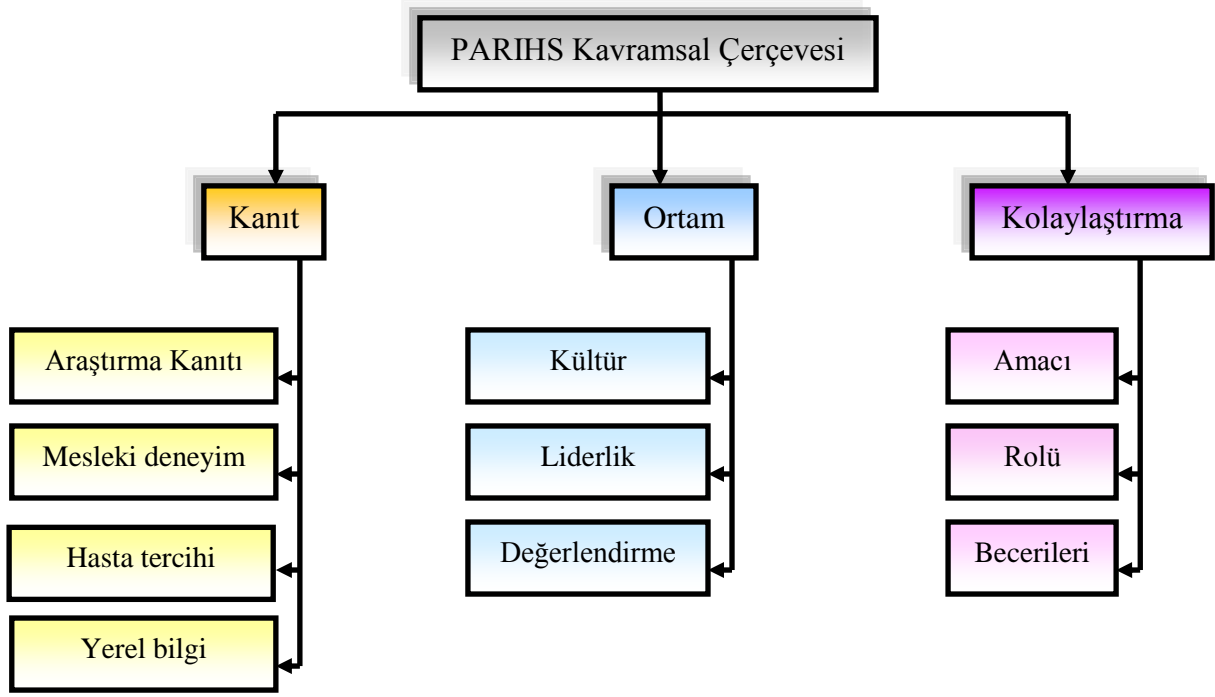 PARIHS Kavramsal Çerçevesi
Kanıt
Ortam
Kolaylaştırma
Araştırma Kanıtı
Mesleki deneyim
Hasta tercihi
Yerel bilgi
Kültür
Liderlik
Değerlendirme
Amacı
Rolü
Becerileri